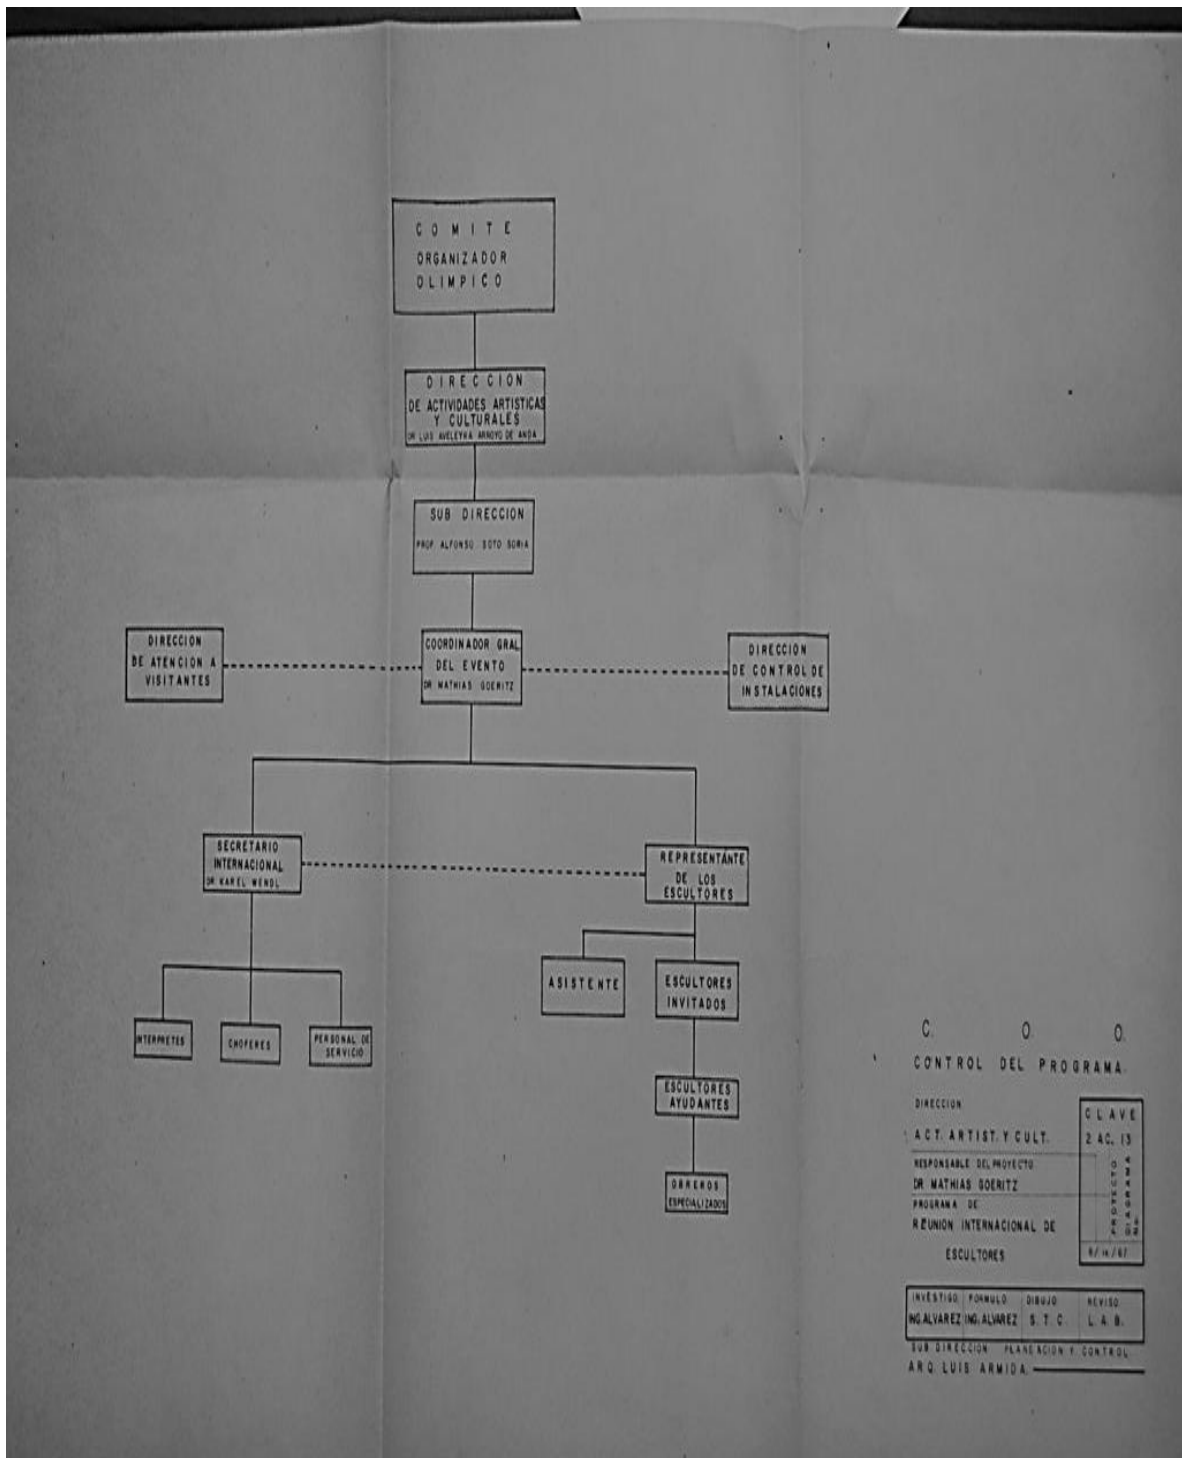 COMITE
ORGANIZADOR
OLIMPICO
DIRECCION
DE ACTIVIDADES ARTISTICAS
Y CULTURALES
DR LUIS AVELEYRA ARROYO DE ANDA
SUB DIRECCION
PROF. ALFONSO SOTO SORIA
DIRECCION
DE ATENCION A
VISITANTES
COORDINADOR GRAL
DEL EVENTO
DR MATHIAS GOERITZ
DIRECCION
DE CONTROL DE
INSTALACIONES
SECRETARIO
INTERNACIONAL
DR KAREL WENDL
REPRESENTANTE
DE LOS
ESCULTORES
ASISTENTE
ESCULTORES
INVITADOS
INTERPRETES
CHOFERES
PERSONAL DE
SERVICIO
ESCULTORES
AYUDANTES
OBREROS
ESPECIALIZADOS
C. O. O.
CONTROL DEL PROGRAMA.
DIRECCION
ACT. ARTIST. Y CULT.
RESPONSABLE DEL PROYECTO
DR MATHIAS GOERITZ
PROGRAMA DE
REUNION INTERNACIONAL DE
ESCULTORES
CLAVE
2 AC. 13
PROYECTO
DIAGRAMA
No.
INVESTIGO FORMULO DIBUJO REVISO
ING. ALVAREZ ING. ALVAREZ S. T. C. L. A. B.
SUB DIRECCION PLANEACION Y CONTROL.
ARQ. LUIS ARMIDA.